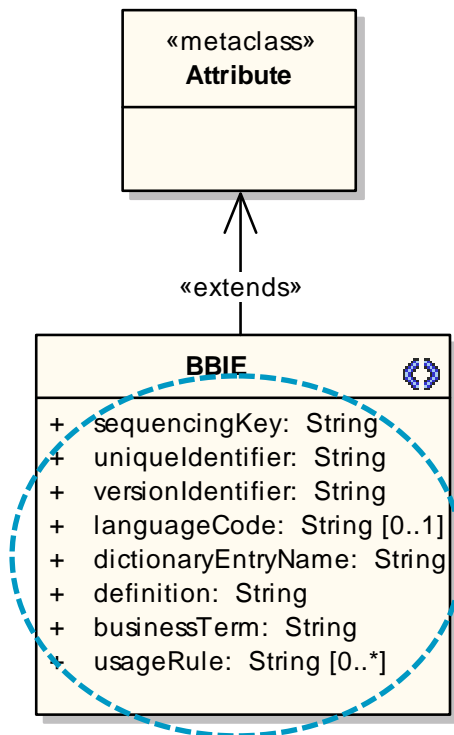 «metaclass»
Attribute
«extends»
BBIE
+ sequencingKey: String
+ uniqueIdentifier: String
+ versionIdentifier: String
+ languageCode: String [0..1]
+ dictionaryEntryName: String
+ definition: String
+ businessTerm: String
+ usageRule: String [0..*]